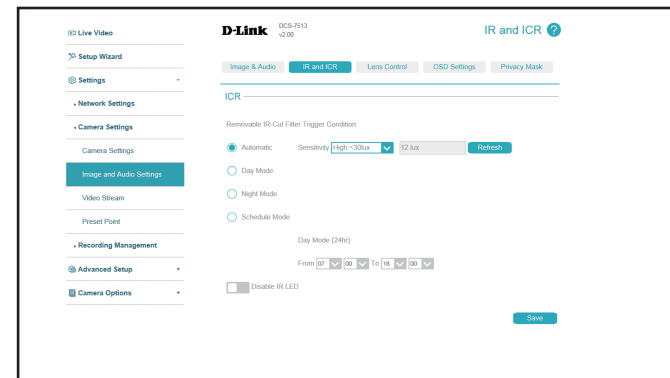 Live Video
Setup Wizard
Settings -
Network Settings
Camera Settings
Camera Settings
Image and Audio Settings
Video Stream
Preset Point
Recording Management
Advanced Setup +
Camera Options +
D-Link DCS-7513 v2.00
IR and ICR ?
Image & Audio IR and ICR Lens Control OSD Settings Privacy Mask
ICR
Removable IR-Cut Filter Trigger Condition:
Automatic Sensitivity High:<30lux 12 lux Refresh
Day Mode
Night Mode
Schedule Mode
Day Mode (24hr)
From 07 00 To 18 00
Disable IR LED
Save